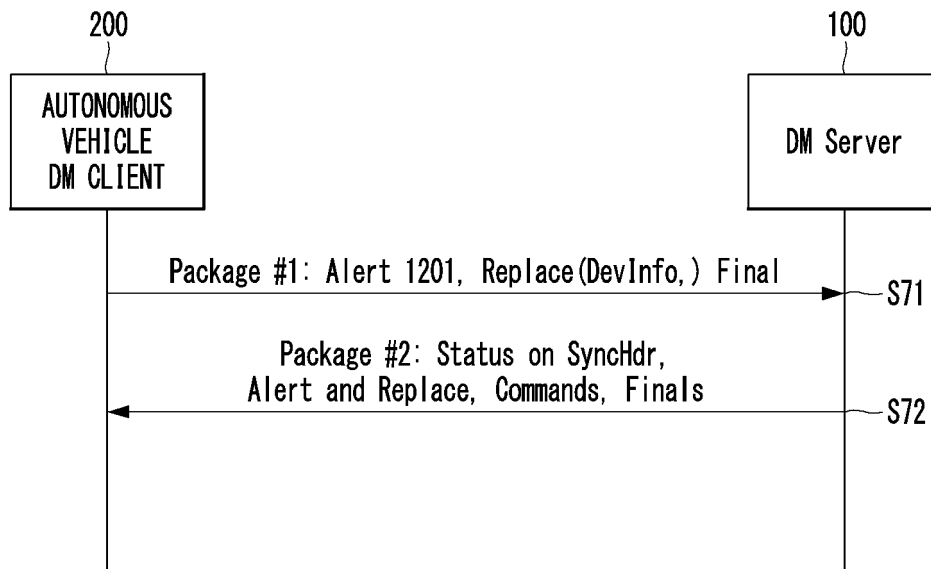 200
100
AUTONOMOUS
VEHICLE
DM CLIENT
DM Server
Package #1: Alert 1201, Replace(DevInfo,) Final
S71
Package #2: Status on SyncHdr,
Alert and Replace, Commands, Finals
S72